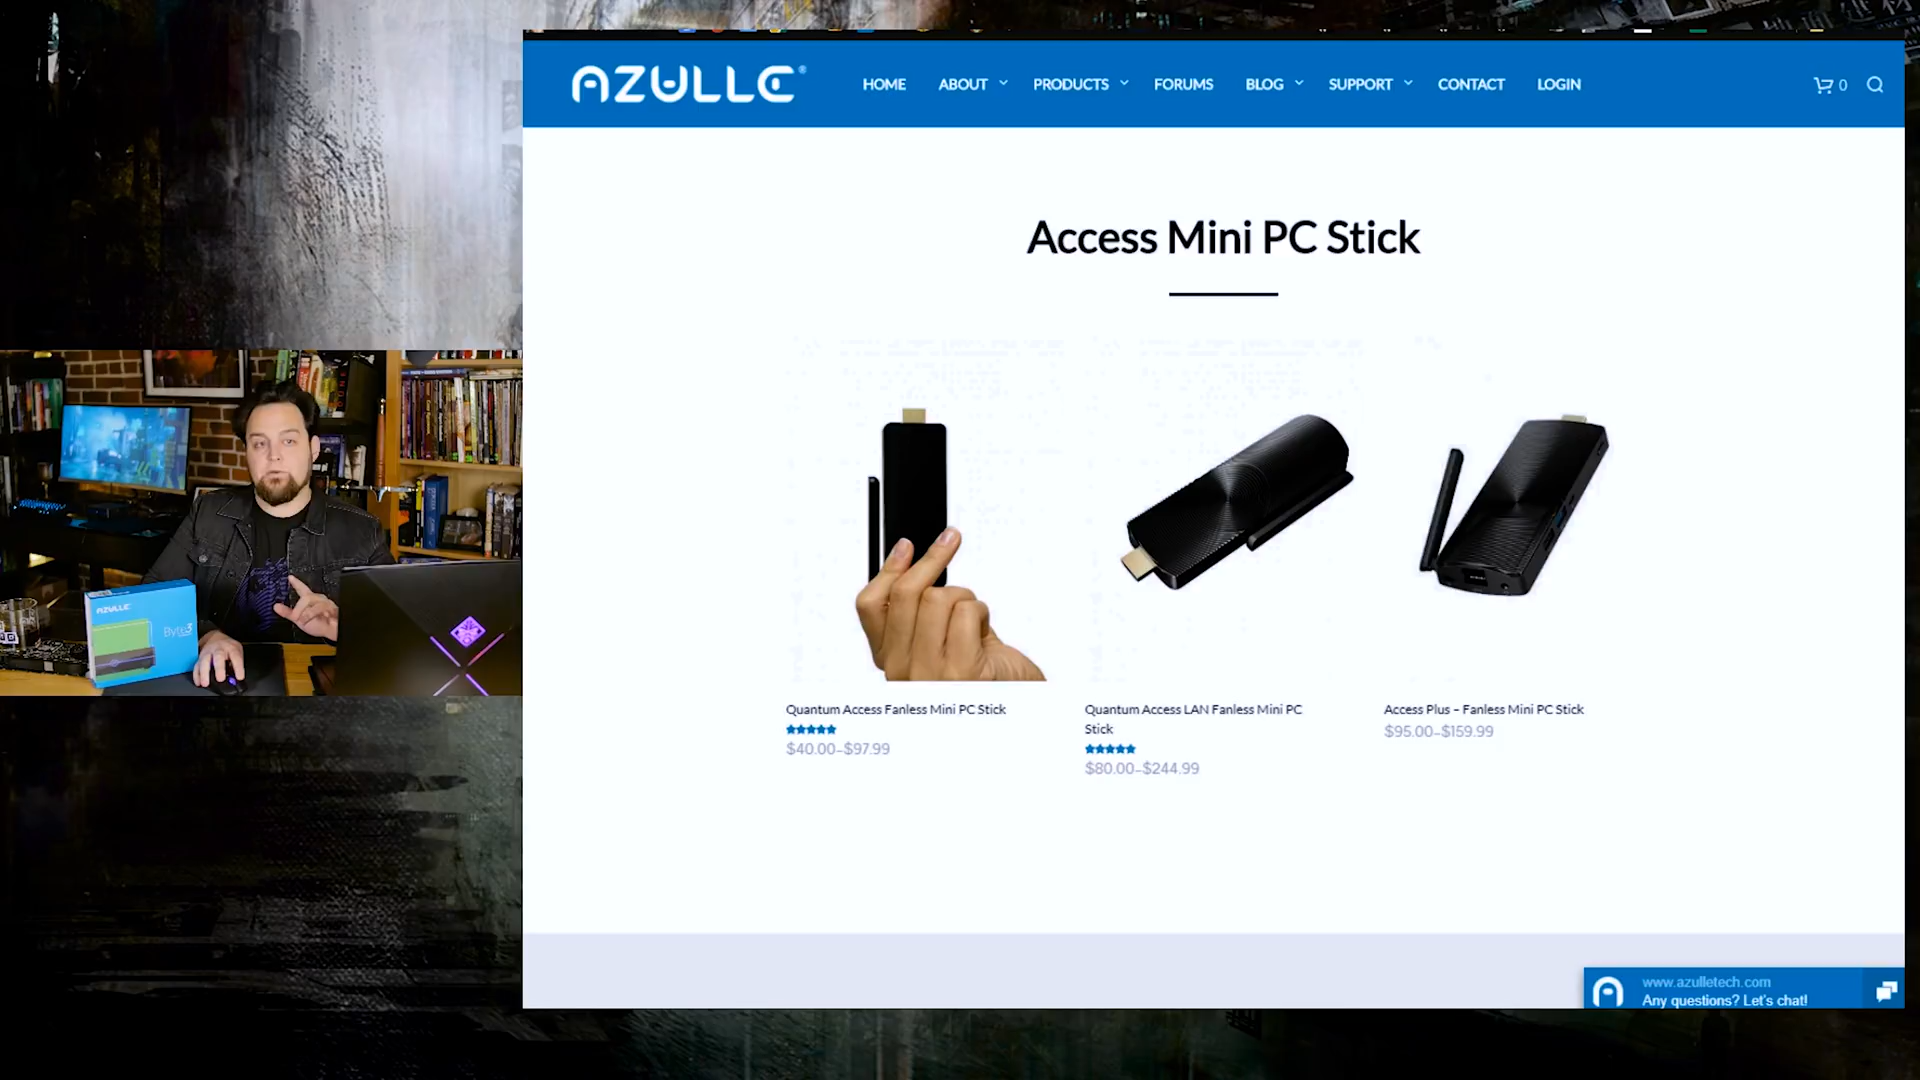 AZULLE®
HOME ABOUT PRODUCTS FORUMS BLOG SUPPORT CONTACT LOGIN 0
Access Mini PC Stick
Quantum Access Fanless Mini PC Stick
$40.00–$97.99
Quantum Access LAN Fanless Mini PC
Stick
$80.00–$244.99
Access Plus – Fanless Mini PC Stick
$95.00–$159.99
www.azulletech.com
Any questions? Let's chat!
AZULLE
Byte3